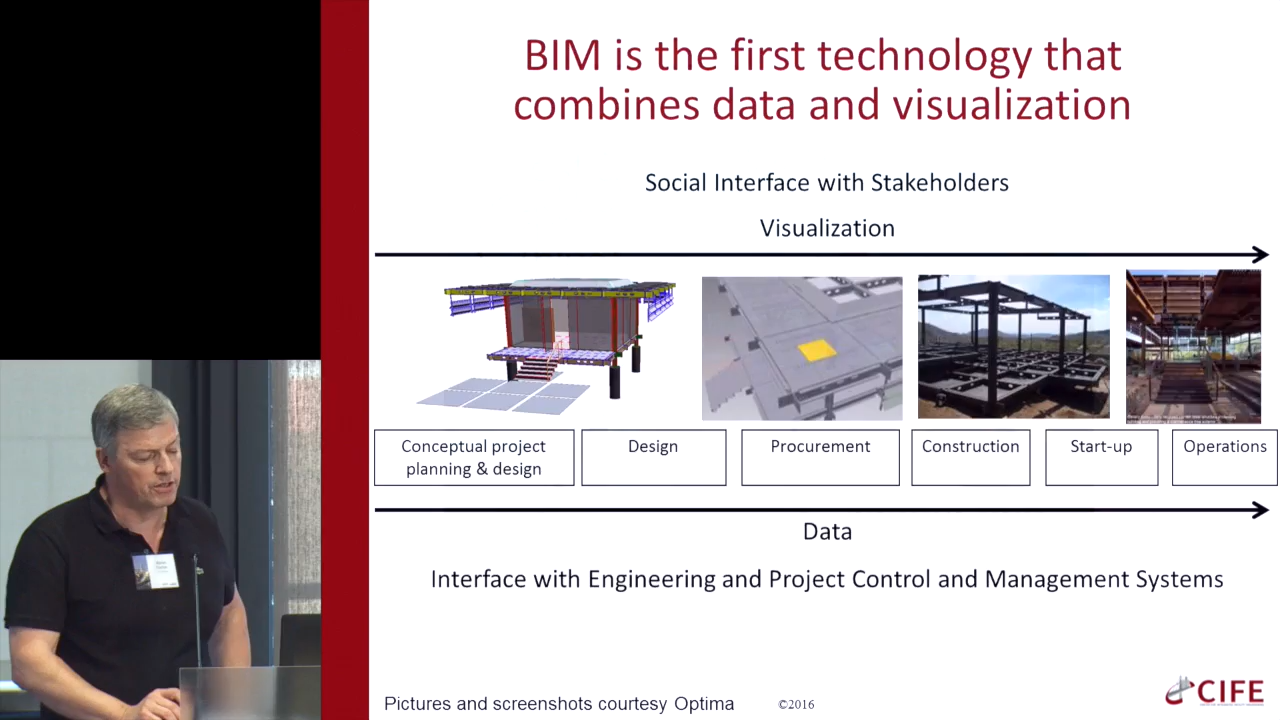 BIM is the first technology that
combines data and visualization
Social Interface with Stakeholders
Visualization
Conceptual project
planning & design
Design
Procurement
Construction
Start-up
Operations
Data
Interface with Engineering and Project Control and Management Systems
Pictures and screenshots courtesy Optima
©2016
CIFE